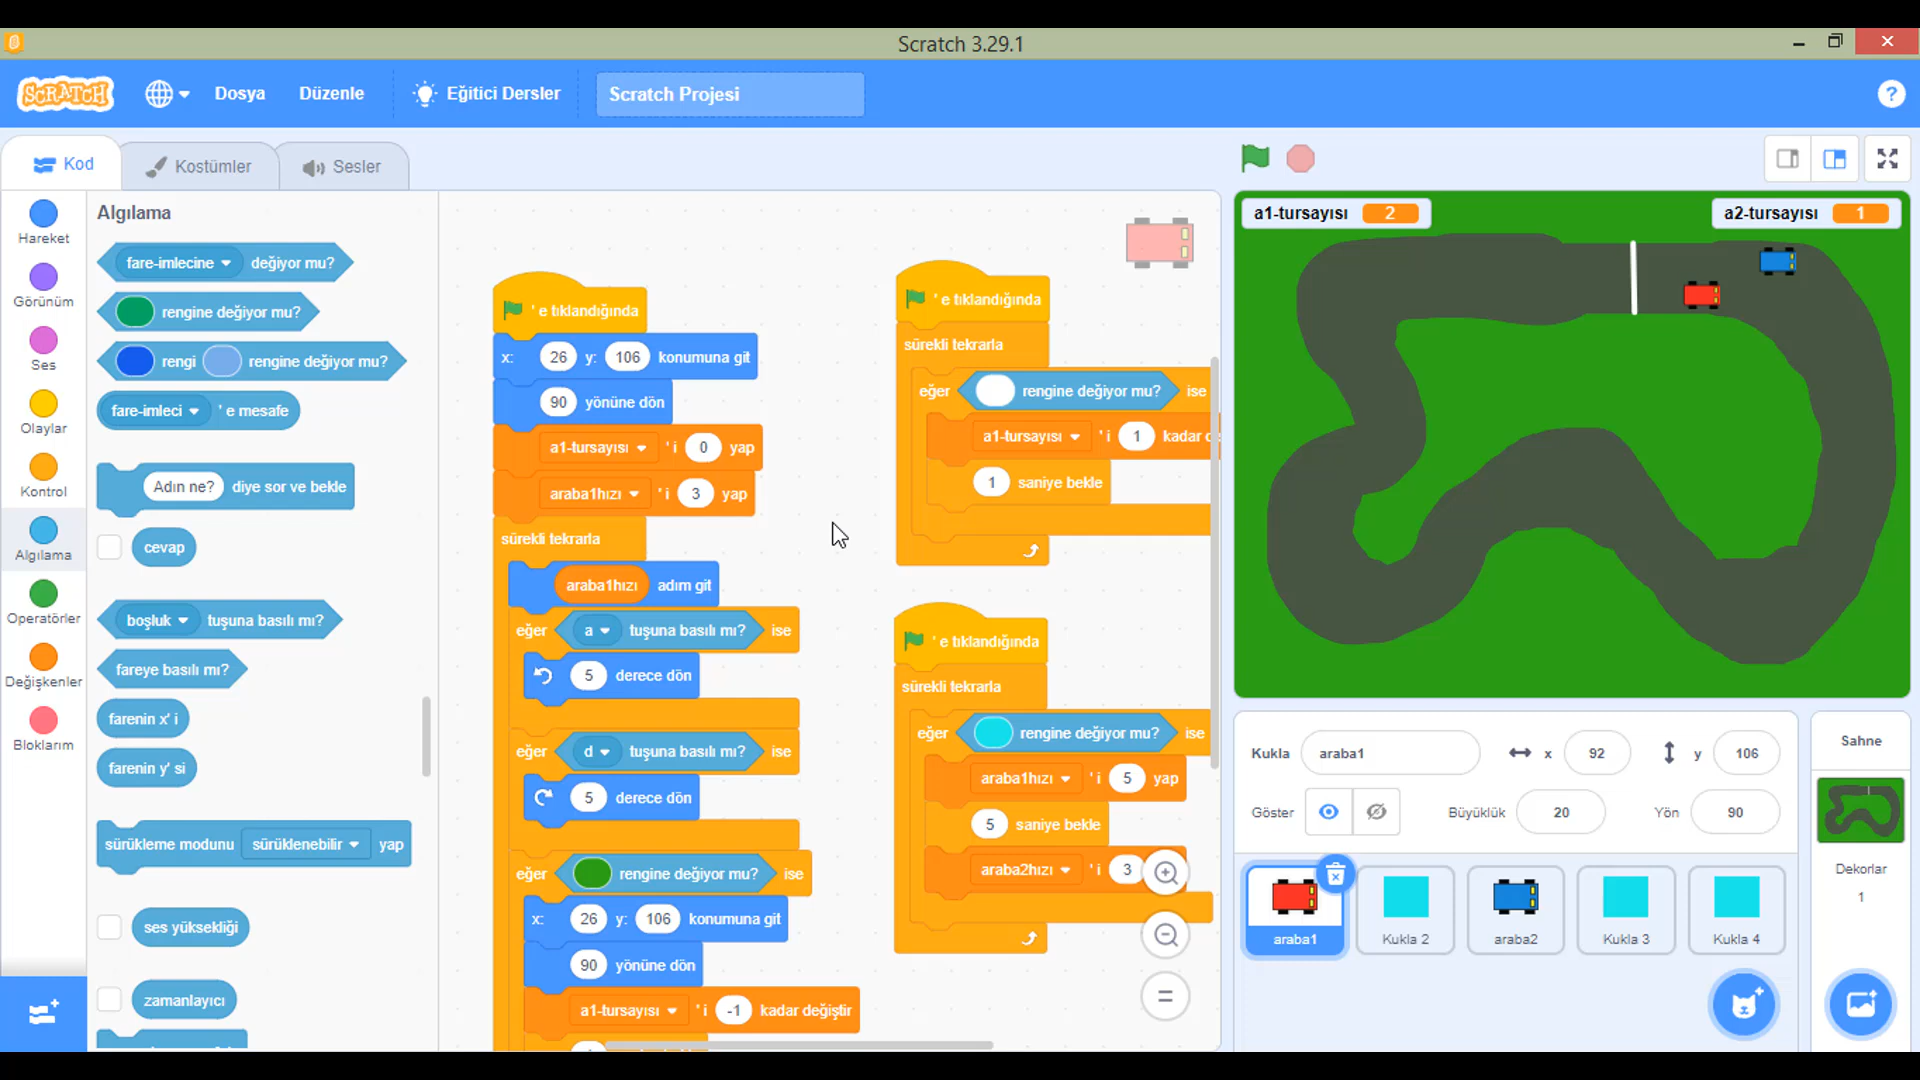 Scratch 3.29.1
SCRATCH
Dosya
Düzenle
Eğitici Dersler
Scratch Projesi
?
Kod
Kostümler
Sesler
Hareket
Görünüm
Ses
Olaylar
Kontrol
Algılama
Operatörler
Değişkenler
Bloklarım
Algılama
fare-imlecine değiyor mu?
rengine değiyor mu?
rengi rengine değiyor mu?
fare-imleci ' e mesafe
Adın ne? diye sor ve bekle
cevap
boşluk tuşuna basılı mı?
fareye basılı mı?
farenin x' i
farenin y' si
sürükleme modunu sürüklenebilir yap
ses yüksekliği
zamanlayıcı
' e tıklandığında
x: 26 y: 106 konumuna git
90 yönüne dön
a1-tursayısı ' i 0 yap
araba1hızı ' i 3 yap
sürekli tekrarla
araba1hızı adım git
eğer a tuşuna basılı mı? ise
5 derece dön
eğer d tuşuna basılı mı? ise
5 derece dön
eğer rengine değiyor mu? ise
x: 26 y: 106 konumuna git
90 yönüne dön
a1-tursayısı ' i -1 kadar değiştir
' e tıklandığında
sürekli tekrarla
eğer rengine değiyor mu? ise
a1-tursayısı ' i 1 kadar
1 saniye bekle
' e tıklandığında
sürekli tekrarla
eğer rengine değiyor mu? ise
araba1hızı ' i 5 yap
5 saniye bekle
araba2hızı ' i 3
a1-tursayısı 2
a2-tursayısı 1
Kukla araba1 x 92 y 106
Göster Büyüklük 20 Yön 90
araba1
Kukla 2
araba2
Kukla 3
Kukla 4
Sahne
Dekorlar
1